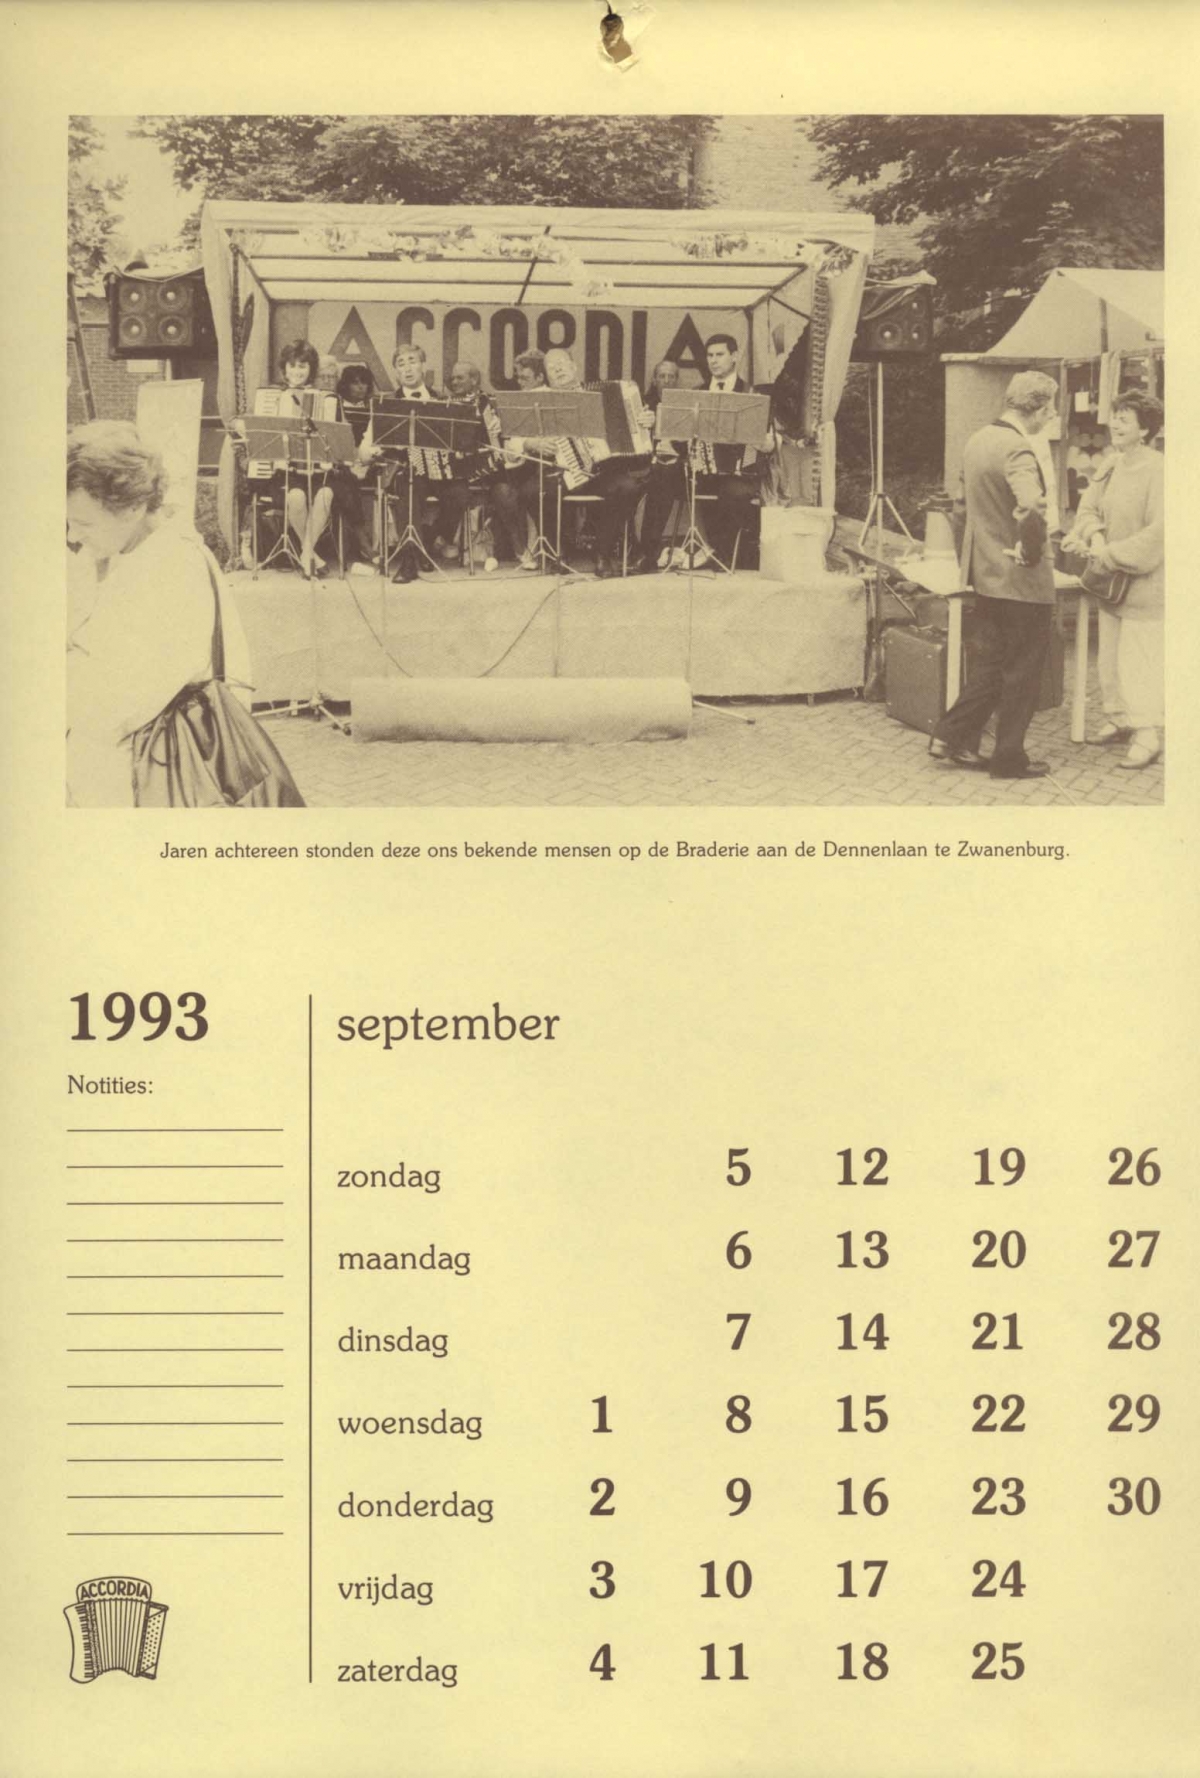 ACCORDIA
Jaren achtereen stonden deze ons bekende mensen op de Braderie aan de Dennenlaan te Zwanenburg.
1993
september
Notities:
zondag 5 12 19 26
maandag 6 13 20 27
dinsdag 7 14 21 28
woensdag 1 8 15 22 29
donderdag 2 9 16 23 30
vrijdag 3 10 17 24
zaterdag 4 11 18 25
ACCORDIA